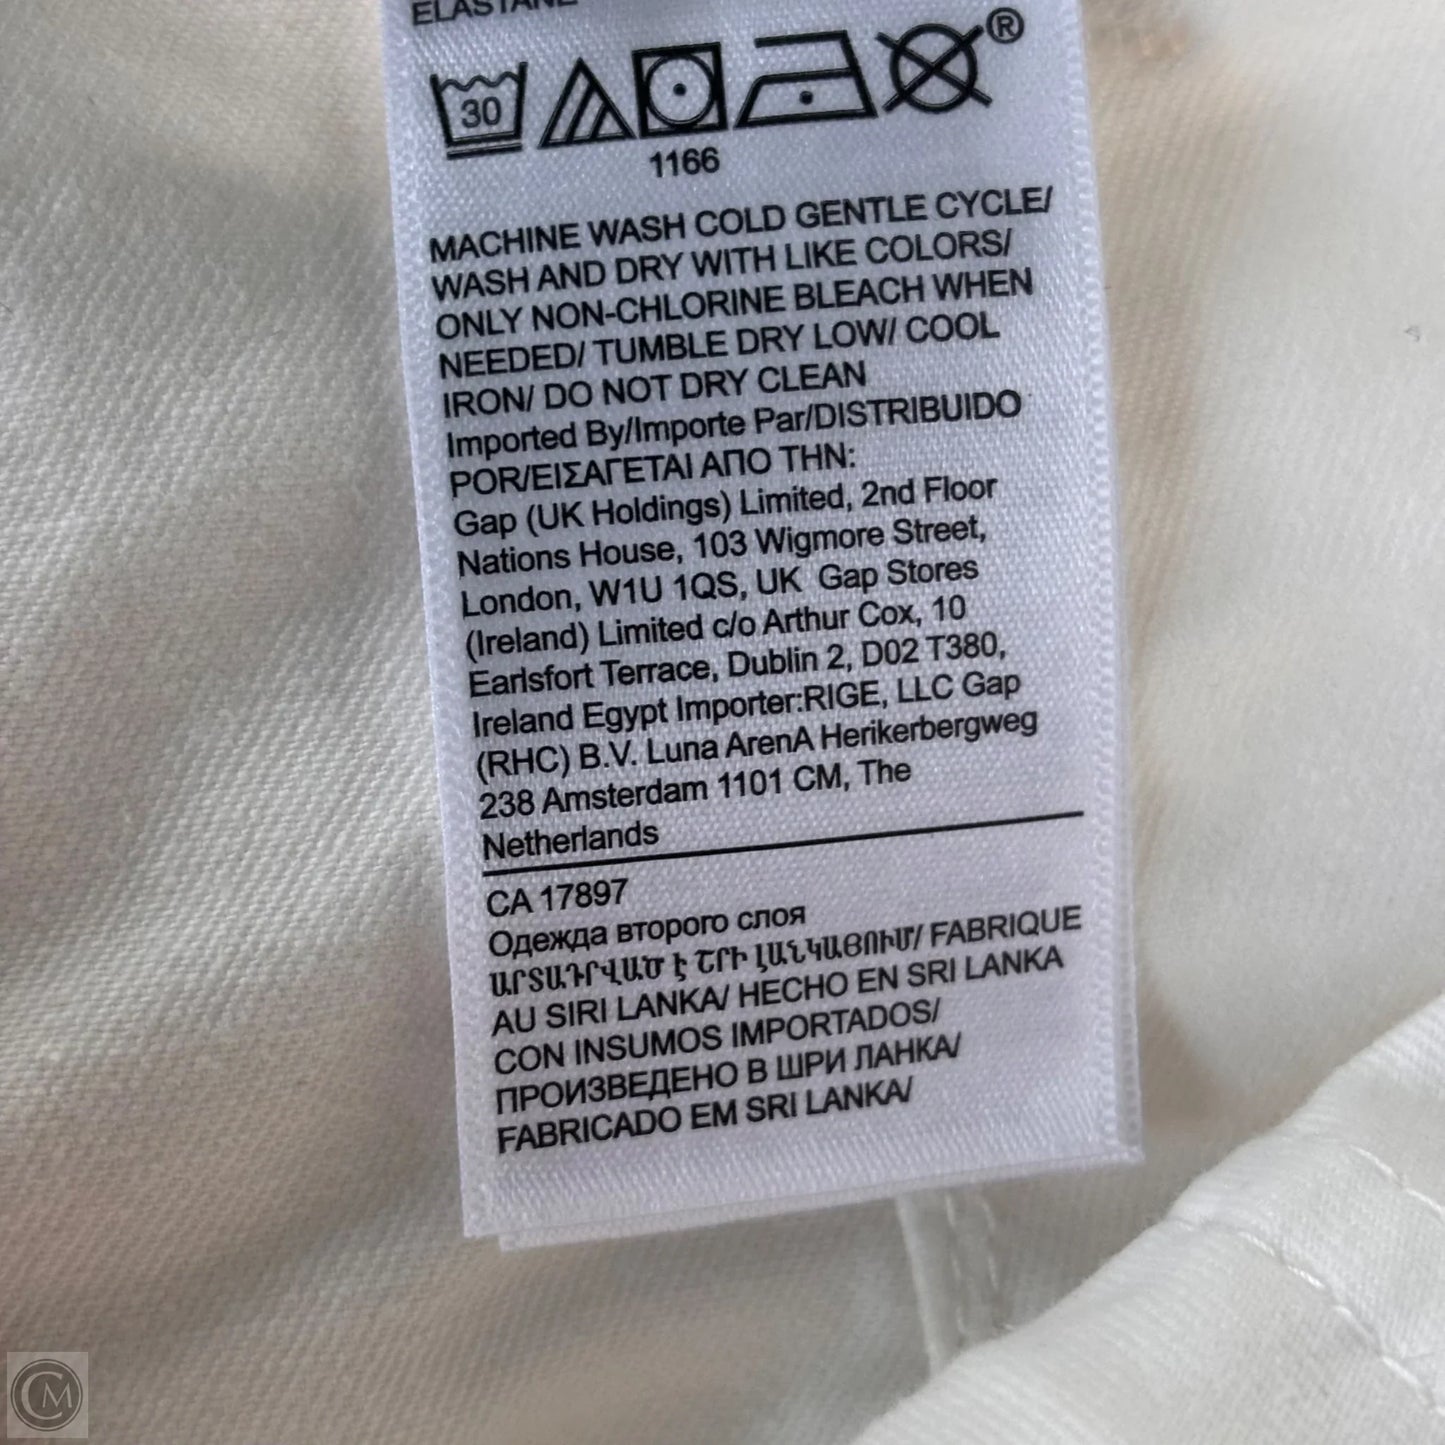 ELASTANE
30
®
1166
MACHINE WASH COLD GENTLE CYCLE/
WASH AND DRY WITH LIKE COLORS/
ONLY NON-CHLORINE BLEACH WHEN
NEEDED/ TUMBLE DRY LOW/ COOL
IRON/ DO NOT DRY CLEAN
Imported By/Importe Par/DISTRIBUIDO
POR/ΕΙΣΑΓΕΤΑΙ ΑΠΟ ΤΗΝ:
Gap (UK Holdings) Limited, 2nd Floor
Nations House, 103 Wigmore Street,
London, W1U 1QS, UK Gap Stores
(Ireland) Limited c/o Arthur Cox, 10
Earlsfort Terrace, Dublin 2, D02 T380,
Ireland Egypt Importer:RIGE, LLC Gap
(RHC) B.V. Luna ArenA Herikerbergweg
238 Amsterdam 1101 CM, The
Netherlands
CA 17897
Одежда второго слоя
ԱՐՏԱԴՐՎԱԾ Է ՇՐԻ ԼԱՆԿԱՅՈՒՄ/ FABRIQUE
AU SIRI LANKA/ HECHO EN SRI LANKA
CON INSUMOS IMPORTADOS/
ПРОИЗВЕДЕНО В ШРИ ЛАНКА/
FABRICADO EM SRI LANKA/
CM